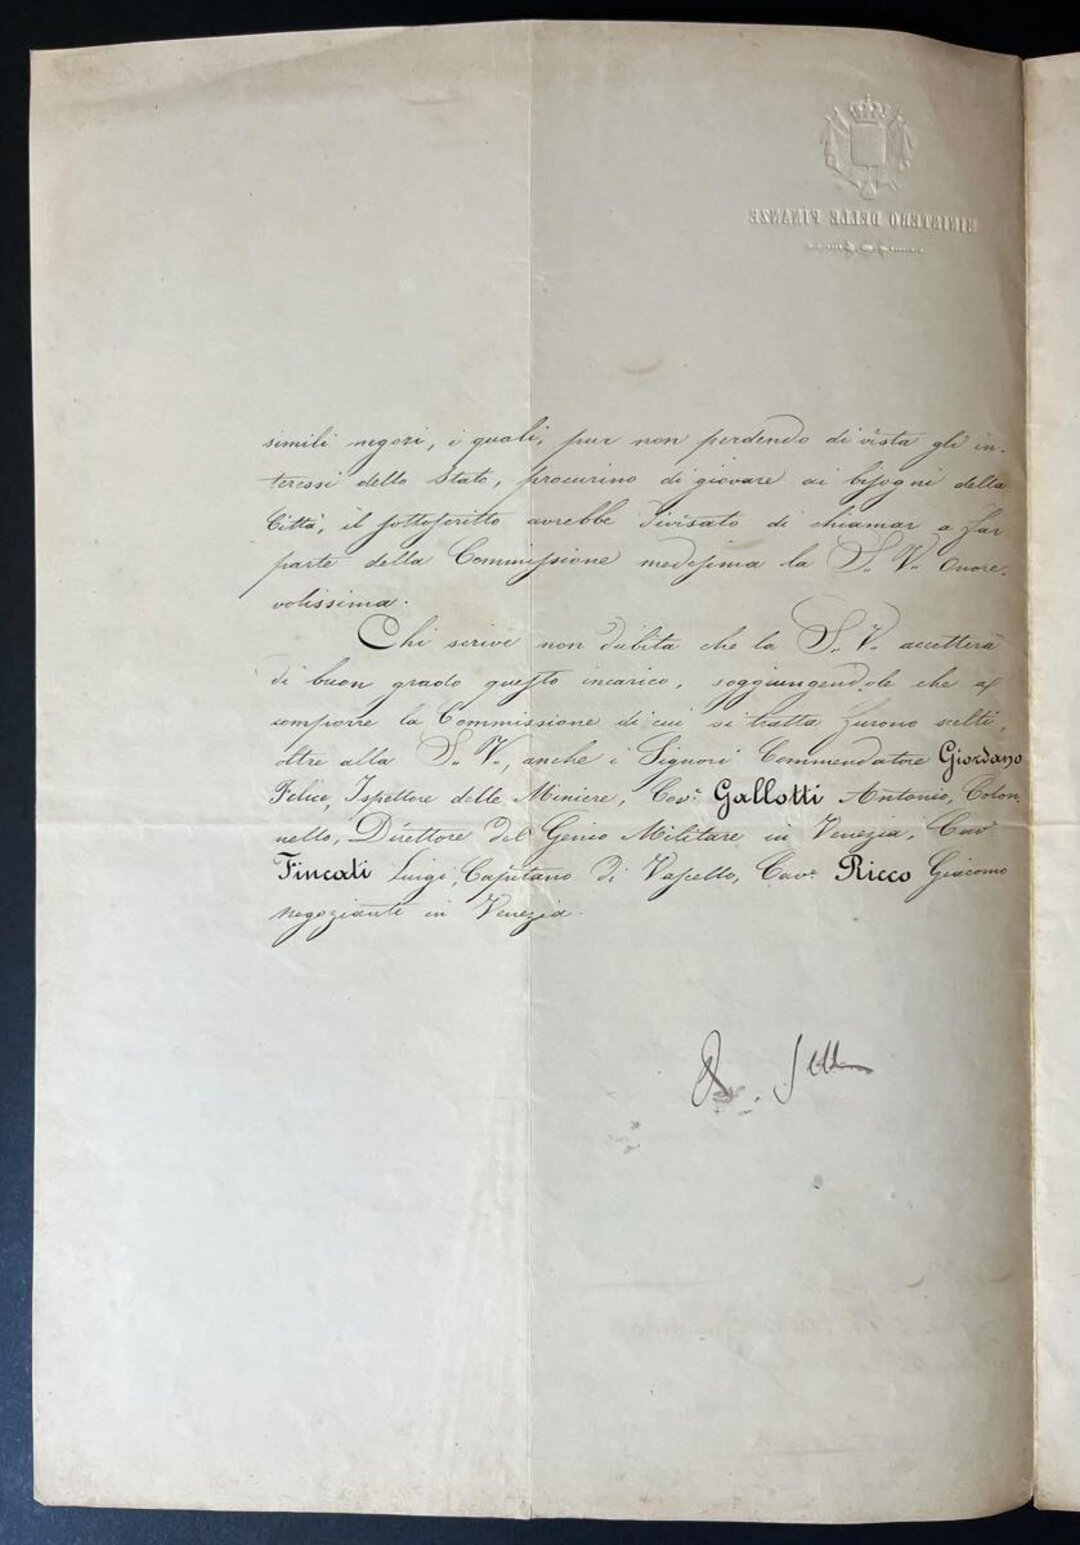 MINISTERO DELLE FINANZE
simili negozi, i quali, pur non perdendo di vista gli in-
teressi dello Stato, procurino di giovare ai bisogni della
Città, il sottoscritto avrebbe divisato di chiamar a far
parte della Commissione medesima la S. V. Onore-
volissima.
Chi scrive non dubita che la S. V. accetterà
di buon grado questo incarico, soggiungendole che a
comporre la Commissione di cui si tratta furono scelti,
oltre alla S. V., anche i Signori Commendatore Giordano
Felice, Ispettore delle Miniere, Cav.r Gallotti Antonio, Colon-
nello, Direttore del Genio Militare in Venezia, Cav.
Fincati Luigi, Capitano di Vascello, Cav.r Ricco Giacomo
negoziante in Venezia.
Q. Sella